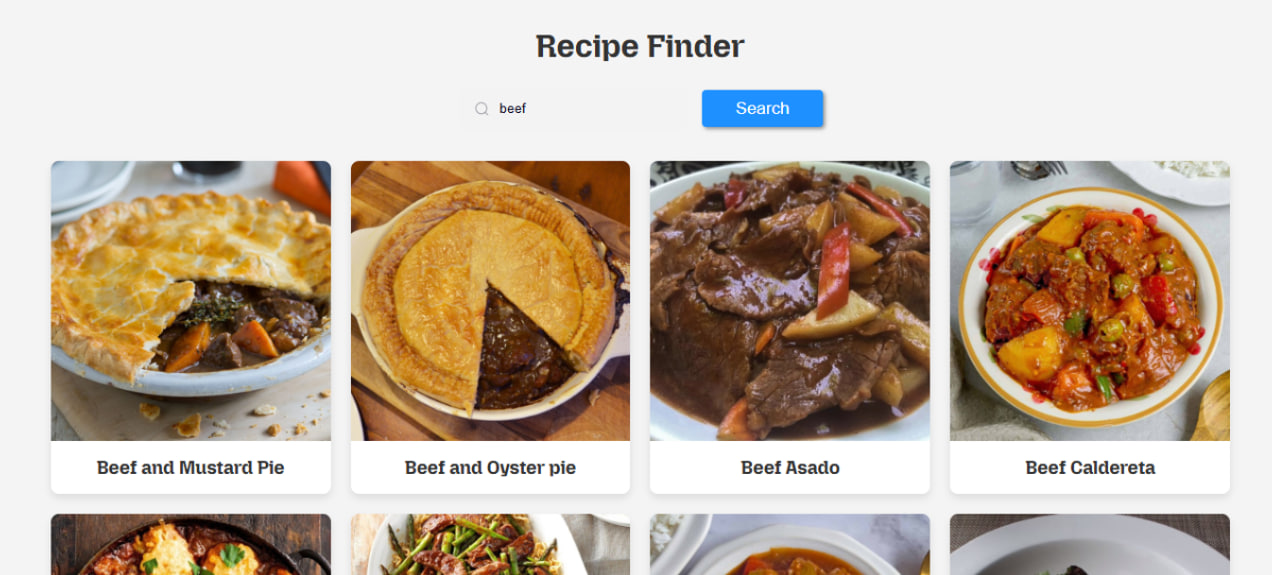 Recipe Finder
beef
Search
Beef and Mustard Pie
Beef and Oyster pie
Beef Asado
Beef Caldereta